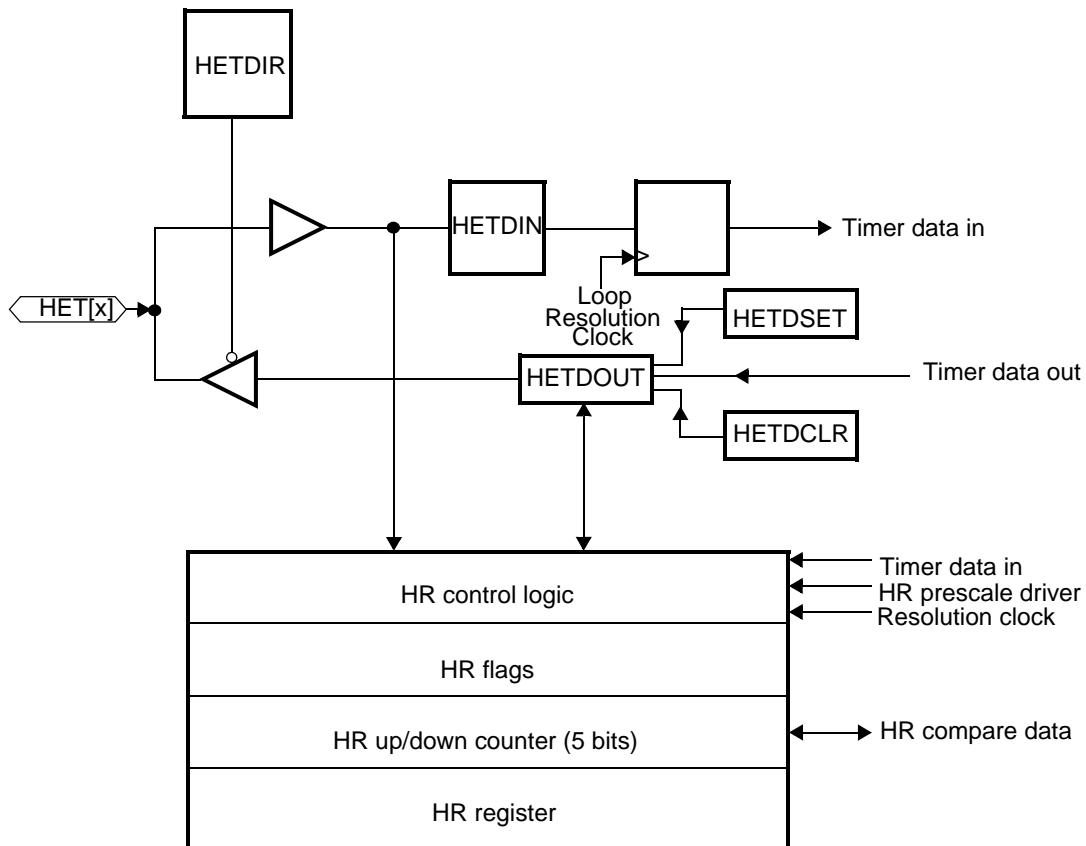 HETDIR
HETDIN
Timer data in
Loop
Resolution
Clock
HET[x]
HETDSET
HETDOUT
Timer data out
HETDCLR
HR control logic
Timer data in
HR prescale driver
Resolution clock
HR flags
HR up/down counter (5 bits)
HR compare data
HR register